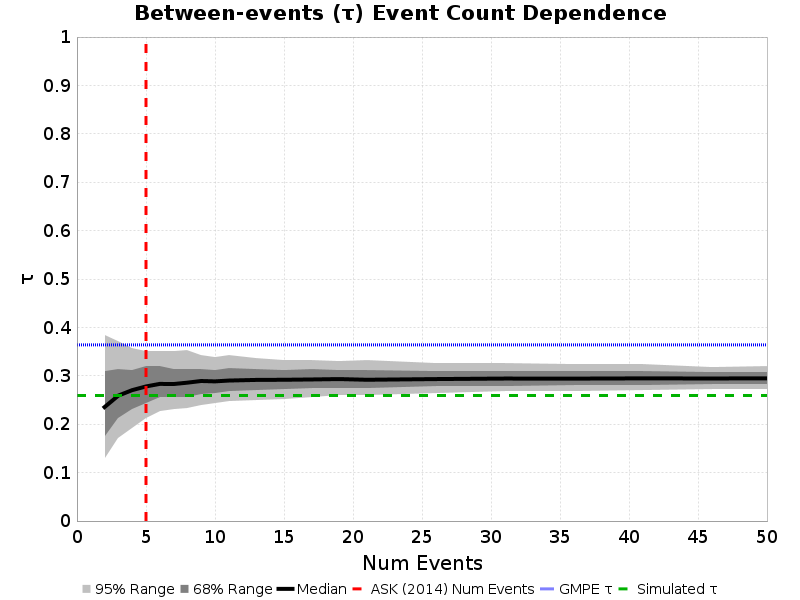 Between-events (τ) Event Count Dependence
1
0.9
0.8
0.7
0.6
0.5
0.4
0.3
0.2
0.1
0
τ
0 5 10 15 20 25 30 35 40 45 50
Num Events
95% Range 68% Range Median ASK (2014) Num Events GMPE τ Simulated τ